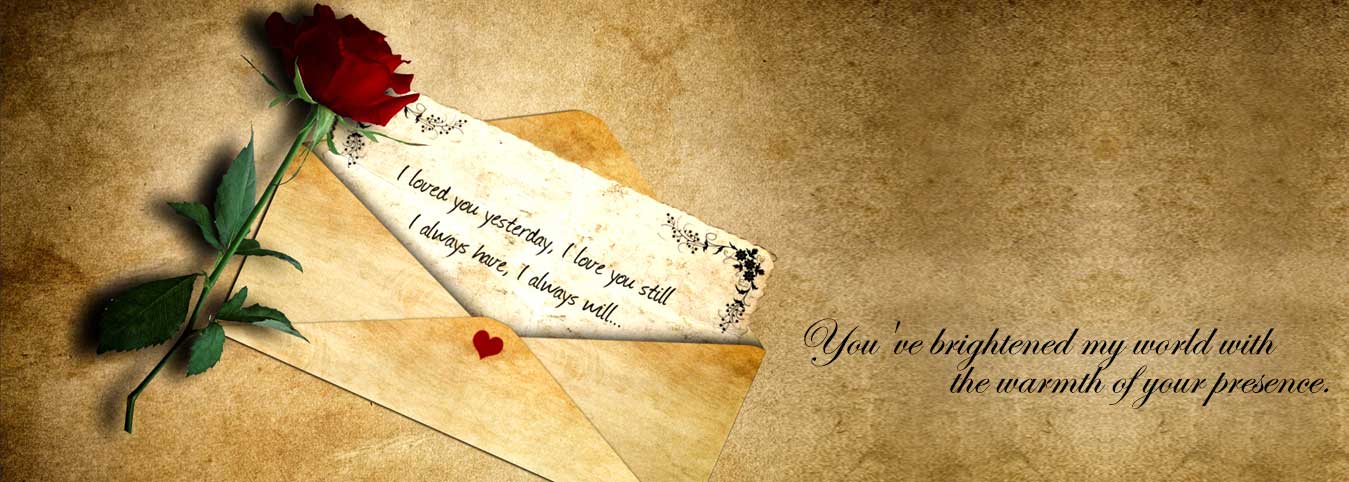 I loved you yesterday, I love you still
I always have, I always will...
You've brightened my world with
the warmth of your presence.